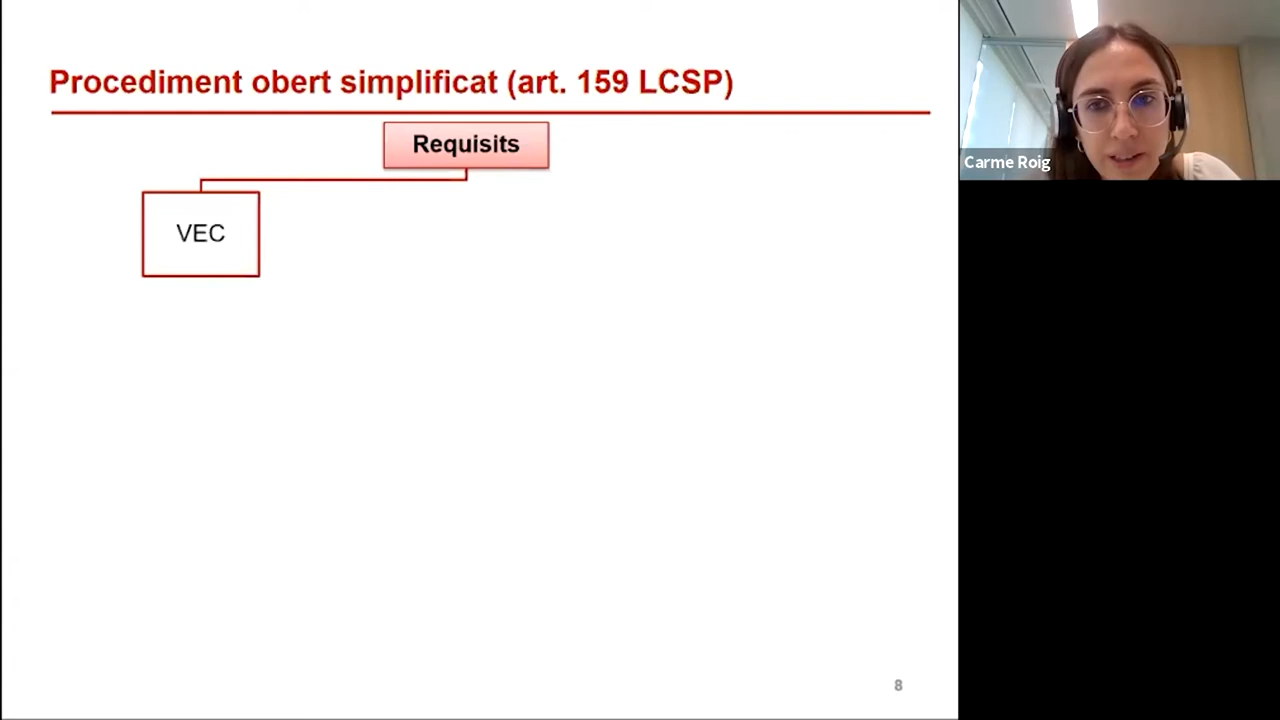 Procediment obert simplificat (art. 159 LCSP)
Requisits
VEC
Carme Roig
8